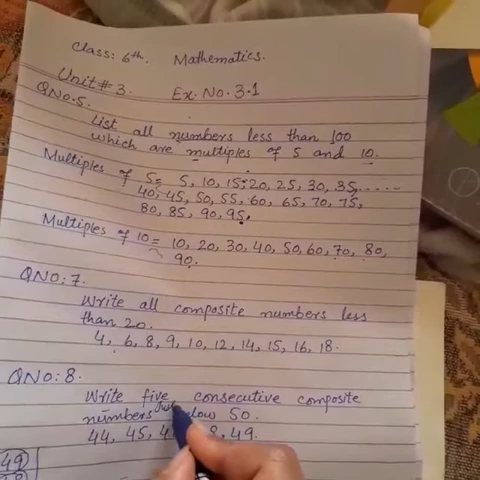 Class: 6th. Mathematics.
Unit # 3. Ex. No. 3.1
QNO.5.
List all numbers less than 100
which are multiples of 5 and 10.
Multiples of 5 = 5, 10, 15, 20, 25, 30, 35,.....
40, 45, 50, 55, 60, 65, 70, 75,
80, 85, 90, 95,
Multiples of 10 = 10, 20, 30, 40, 50, 60, 70, 80,
90.
QNO:7.
Write all composite numbers less
than 20.
4, 6, 8, 9, 10, 12, 14, 15, 16, 18.
QNO:8.
Write five consecutive composite
numbers 50.
44, 45, 49.
49